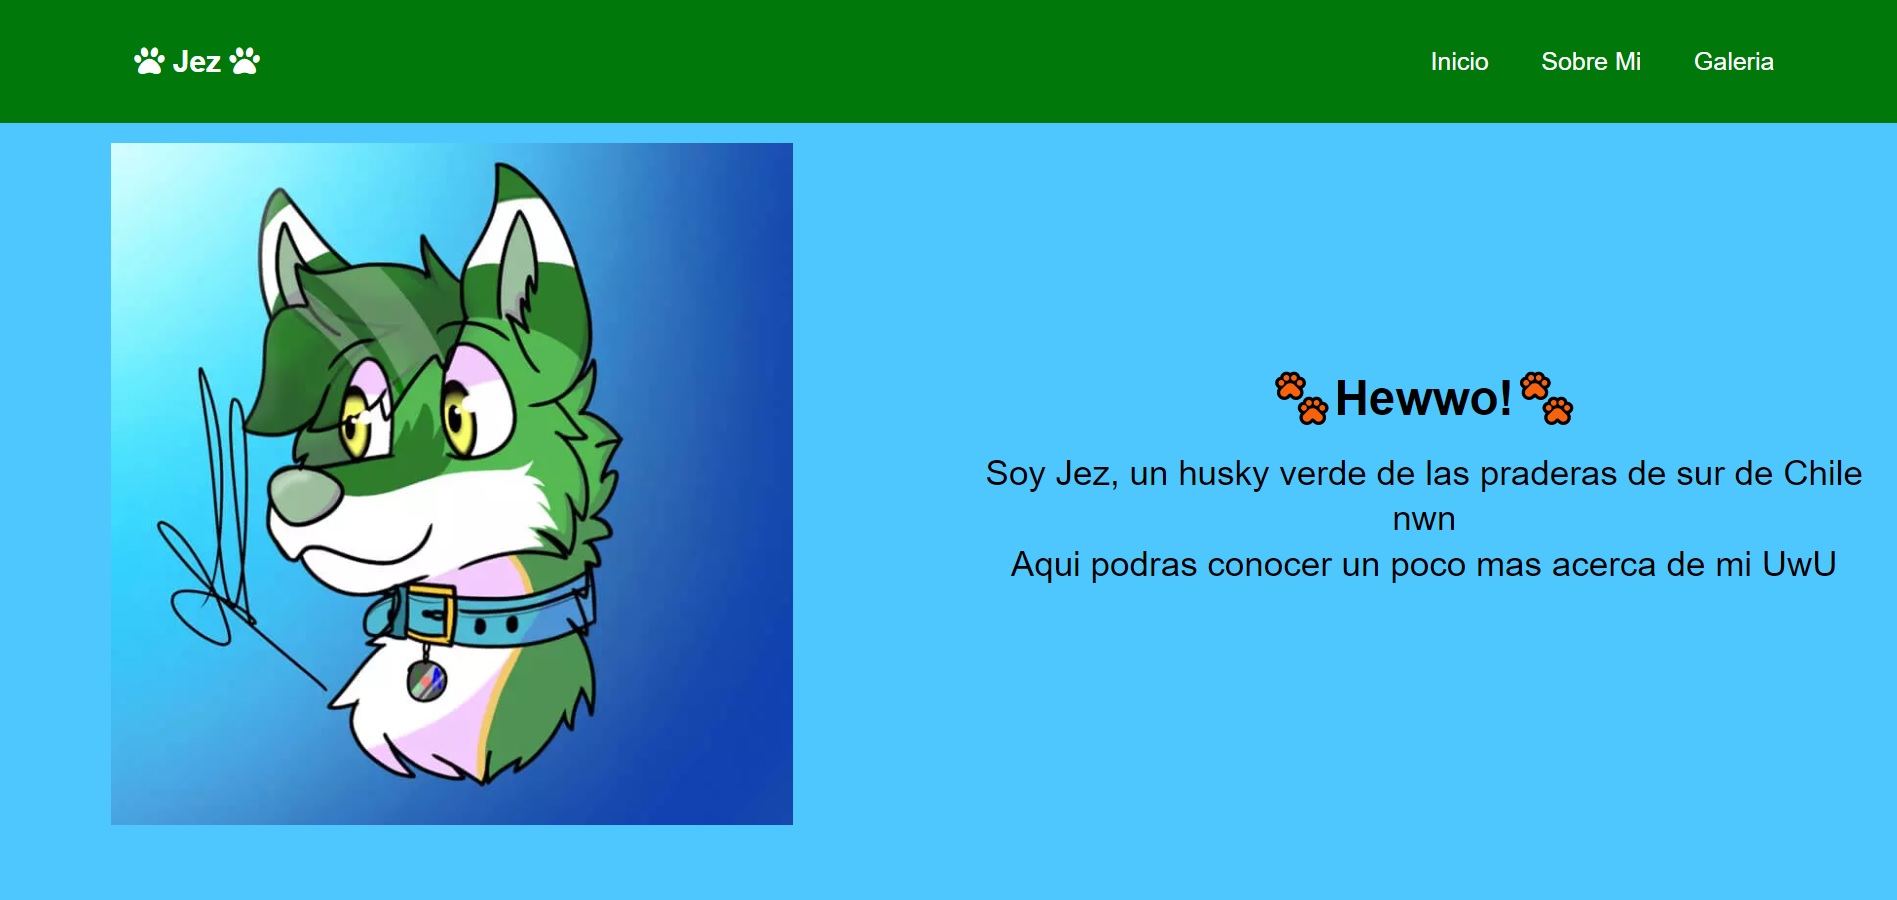 Jez
Inicio
Sobre Mi
Galeria
Hewwo!
Soy Jez, un husky verde de las praderas de sur de Chile
nwn
Aqui podras conocer un poco mas acerca de mi UwU